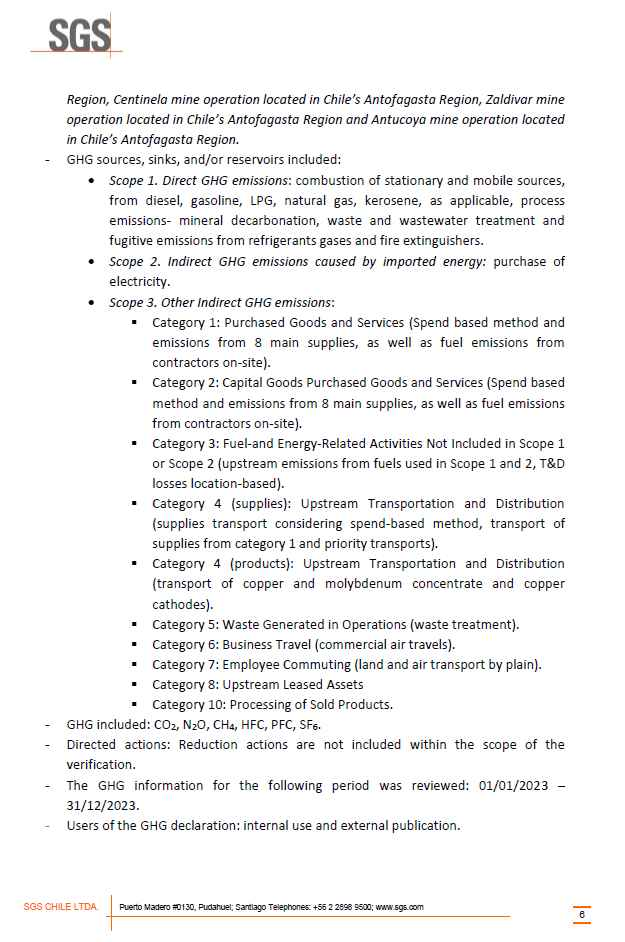 SGS
Region, Centinela mine operation located in Chile's Antofagasta Region, Zaldivar mine
operation located in Chile's Antofagasta Region and Antucoya mine operation located
in Chile's Antofagasta Region.
- GHG sources, sinks, and/or reservoirs included:
• Scope 1. Direct GHG emissions: combustion of stationary and mobile sources,
from diesel, gasoline, LPG, natural gas, kerosene, as applicable, process
emissions- mineral decarbonation, waste and wastewater treatment and
fugitive emissions from refrigerants gases and fire extinguishers.
• Scope 2. Indirect GHG emissions caused by imported energy: purchase of
electricity.
• Scope 3. Other Indirect GHG emissions:
▪ Category 1: Purchased Goods and Services (Spend based method and
emissions from 8 main supplies, as well as fuel emissions from
contractors on-site).
▪ Category 2: Capital Goods Purchased Goods and Services (Spend based
method and emissions from 8 main supplies, as well as fuel emissions
from contractors on-site).
▪ Category 3: Fuel-and Energy-Related Activities Not Included in Scope 1
or Scope 2 (upstream emissions from fuels used in Scope 1 and 2, T&D
losses location-based).
▪ Category 4 (supplies): Upstream Transportation and Distribution
(supplies transport considering spend-based method, transport of
supplies from category 1 and priority transports).
▪ Category 4 (products): Upstream Transportation and Distribution
(transport of copper and molybdenum concentrate and copper
cathodes).
▪ Category 5: Waste Generated in Operations (waste treatment).
▪ Category 6: Business Travel (commercial air travels).
▪ Category 7: Employee Commuting (land and air transport by plain).
▪ Category 8: Upstream Leased Assets
▪ Category 10: Processing of Sold Products.
- GHG included: CO₂, N₂O, CH₄, HFC, PFC, SF₆.
- Directed actions: Reduction actions are not included within the scope of the
verification.
- The GHG information for the following period was reviewed: 01/01/2023 –
31/12/2023.
- Users of the GHG declaration: internal use and external publication.
SGS CHILE LTDA. Puerto Madero #0130, Pudahuel; Santiago Telephones: +56 2 2898 9500; www.sgs.com
6